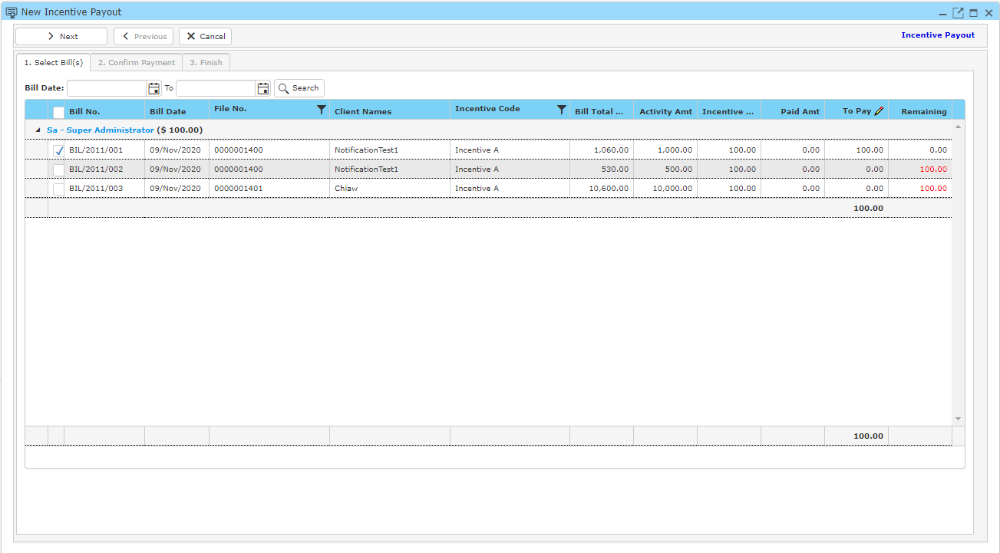 New Incentive Payout
Next Previous Cancel Incentive Payout
1. Select Bill(s) 2. Confirm Payment 3. Finish
Bill Date: To Search
Bill No. Bill Date File No. Client Names Incentive Code Bill Total ... Activity Amt Incentive ... Paid Amt To Pay Remaining
Sa - Super Administrator ($ 100.00)
BIL/2011/001 09/Nov/2020 0000001400 NotificationTest1 Incentive A 1,060.00 1,000.00 100.00 0.00 100.00 0.00
BIL/2011/002 09/Nov/2020 0000001400 NotificationTest1 Incentive A 530.00 500.00 100.00 0.00 0.00 100.00
BIL/2011/003 09/Nov/2020 0000001401 Chiaw Incentive A 10,600.00 10,000.00 100.00 0.00 0.00 100.00
100.00
100.00